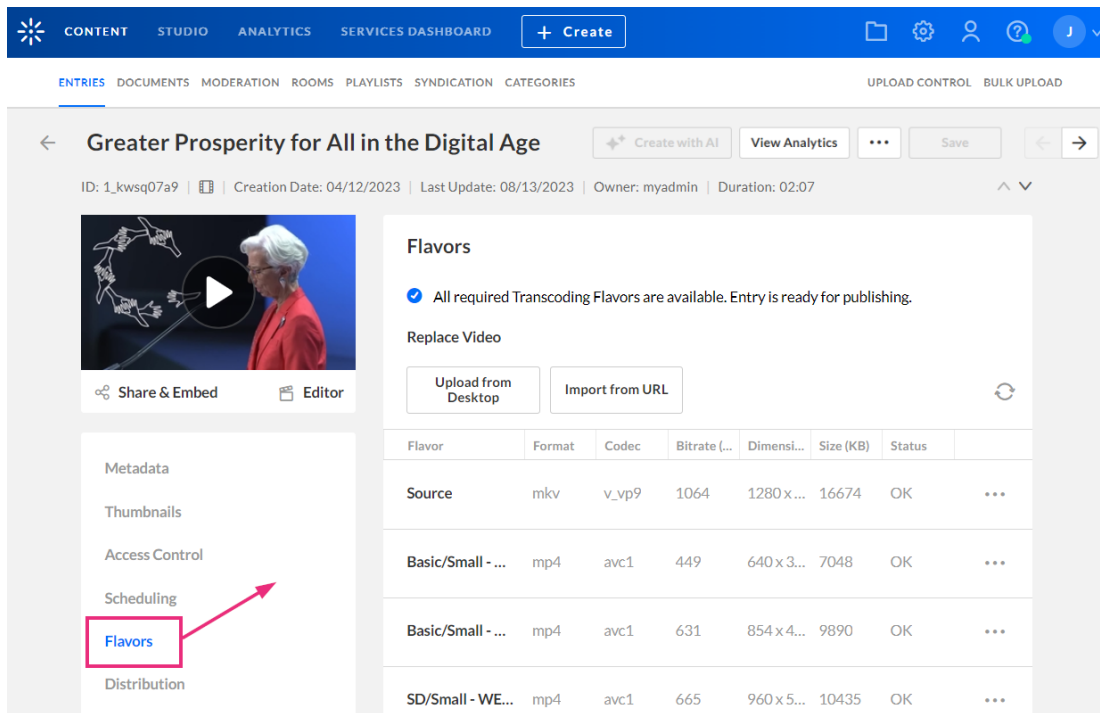 CONTENT STUDIO ANALYTICS SERVICES DASHBOARD + Create J
ENTRIES DOCUMENTS MODERATION ROOMS PLAYLISTS SYNDICATION CATEGORIES UPLOAD CONTROL BULK UPLOAD
Greater Prosperity for All in the Digital Age Create with AI View Analytics ••• Save
ID: 1_kwsq07a9 | | Creation Date: 04/12/2023 | Last Update: 08/13/2023 | Owner: myadmin | Duration: 02:07
Share & Embed Editor
Metadata
Thumbnails
Access Control
Scheduling
Flavors
Distribution
Flavors
All required Transcoding Flavors are available. Entry is ready for publishing.
Replace Video
Upload from
Desktop
Import from URL
Flavor Format Codec Bitrate (... Dimensi... Size (KB) Status
Source mkv v_vp9 1064 1280 x ... 16674 OK •••
Basic/Small - ... mp4 avc1 449 640 x 3... 7048 OK •••
Basic/Small - ... mp4 avc1 631 854 x 4... 9890 OK •••
SD/Small - WE... mp4 avc1 665 960 x 5... 10435 OK •••